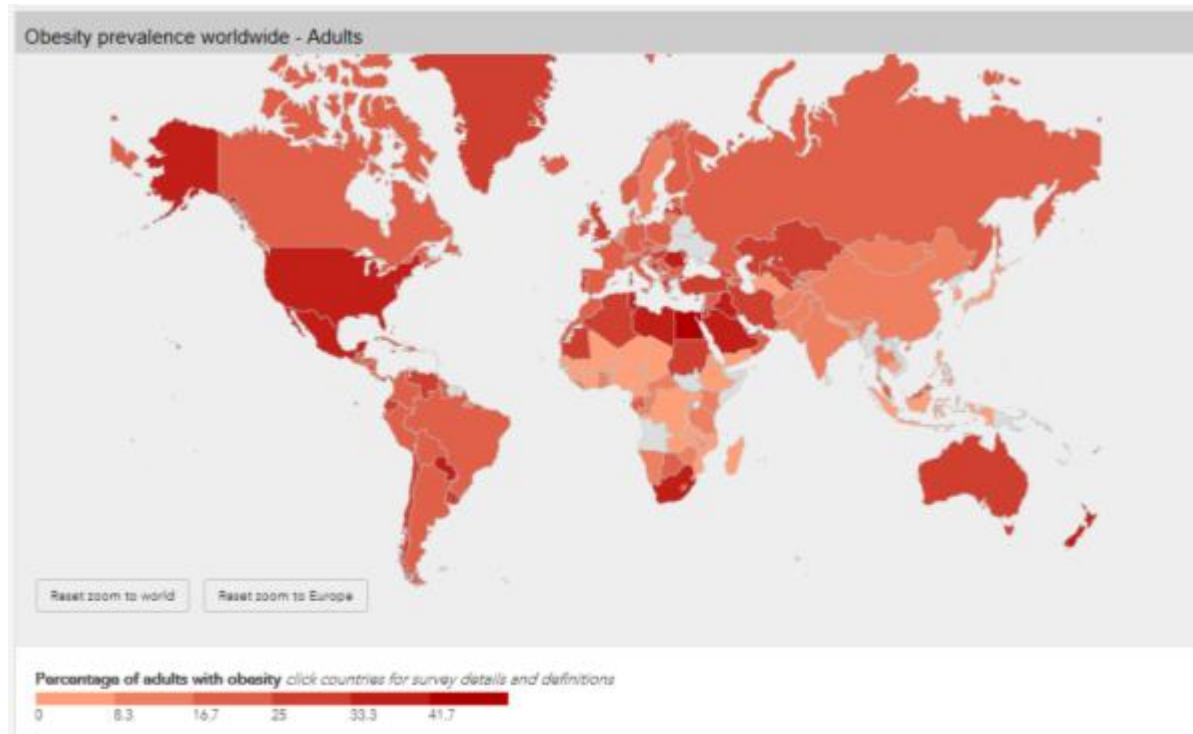 Obesity prevalence worldwide - Adults
Reset zoom to world Reset zoom to Europe
Percentage of adults with obesity click countries for survey details and definitions
0 8.3 16.7 25 33.3 41.7